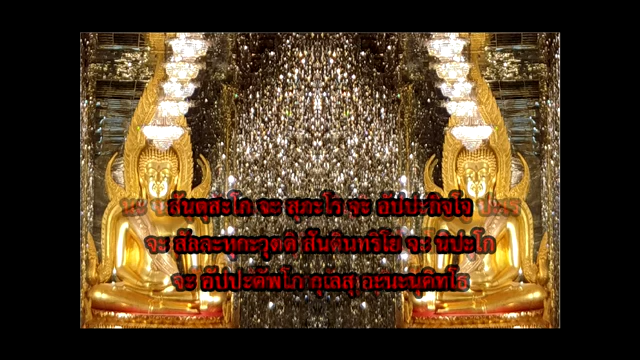 สันตุสะโก จะ สุภะโร จะ อัปปะกิจโจ
จะ สัลละหุกะวุตติ สันตินทริโย จะ นิปะโก
จะ อัปปะคัพโภ กุเลสุ อะนะนุคิทโธ